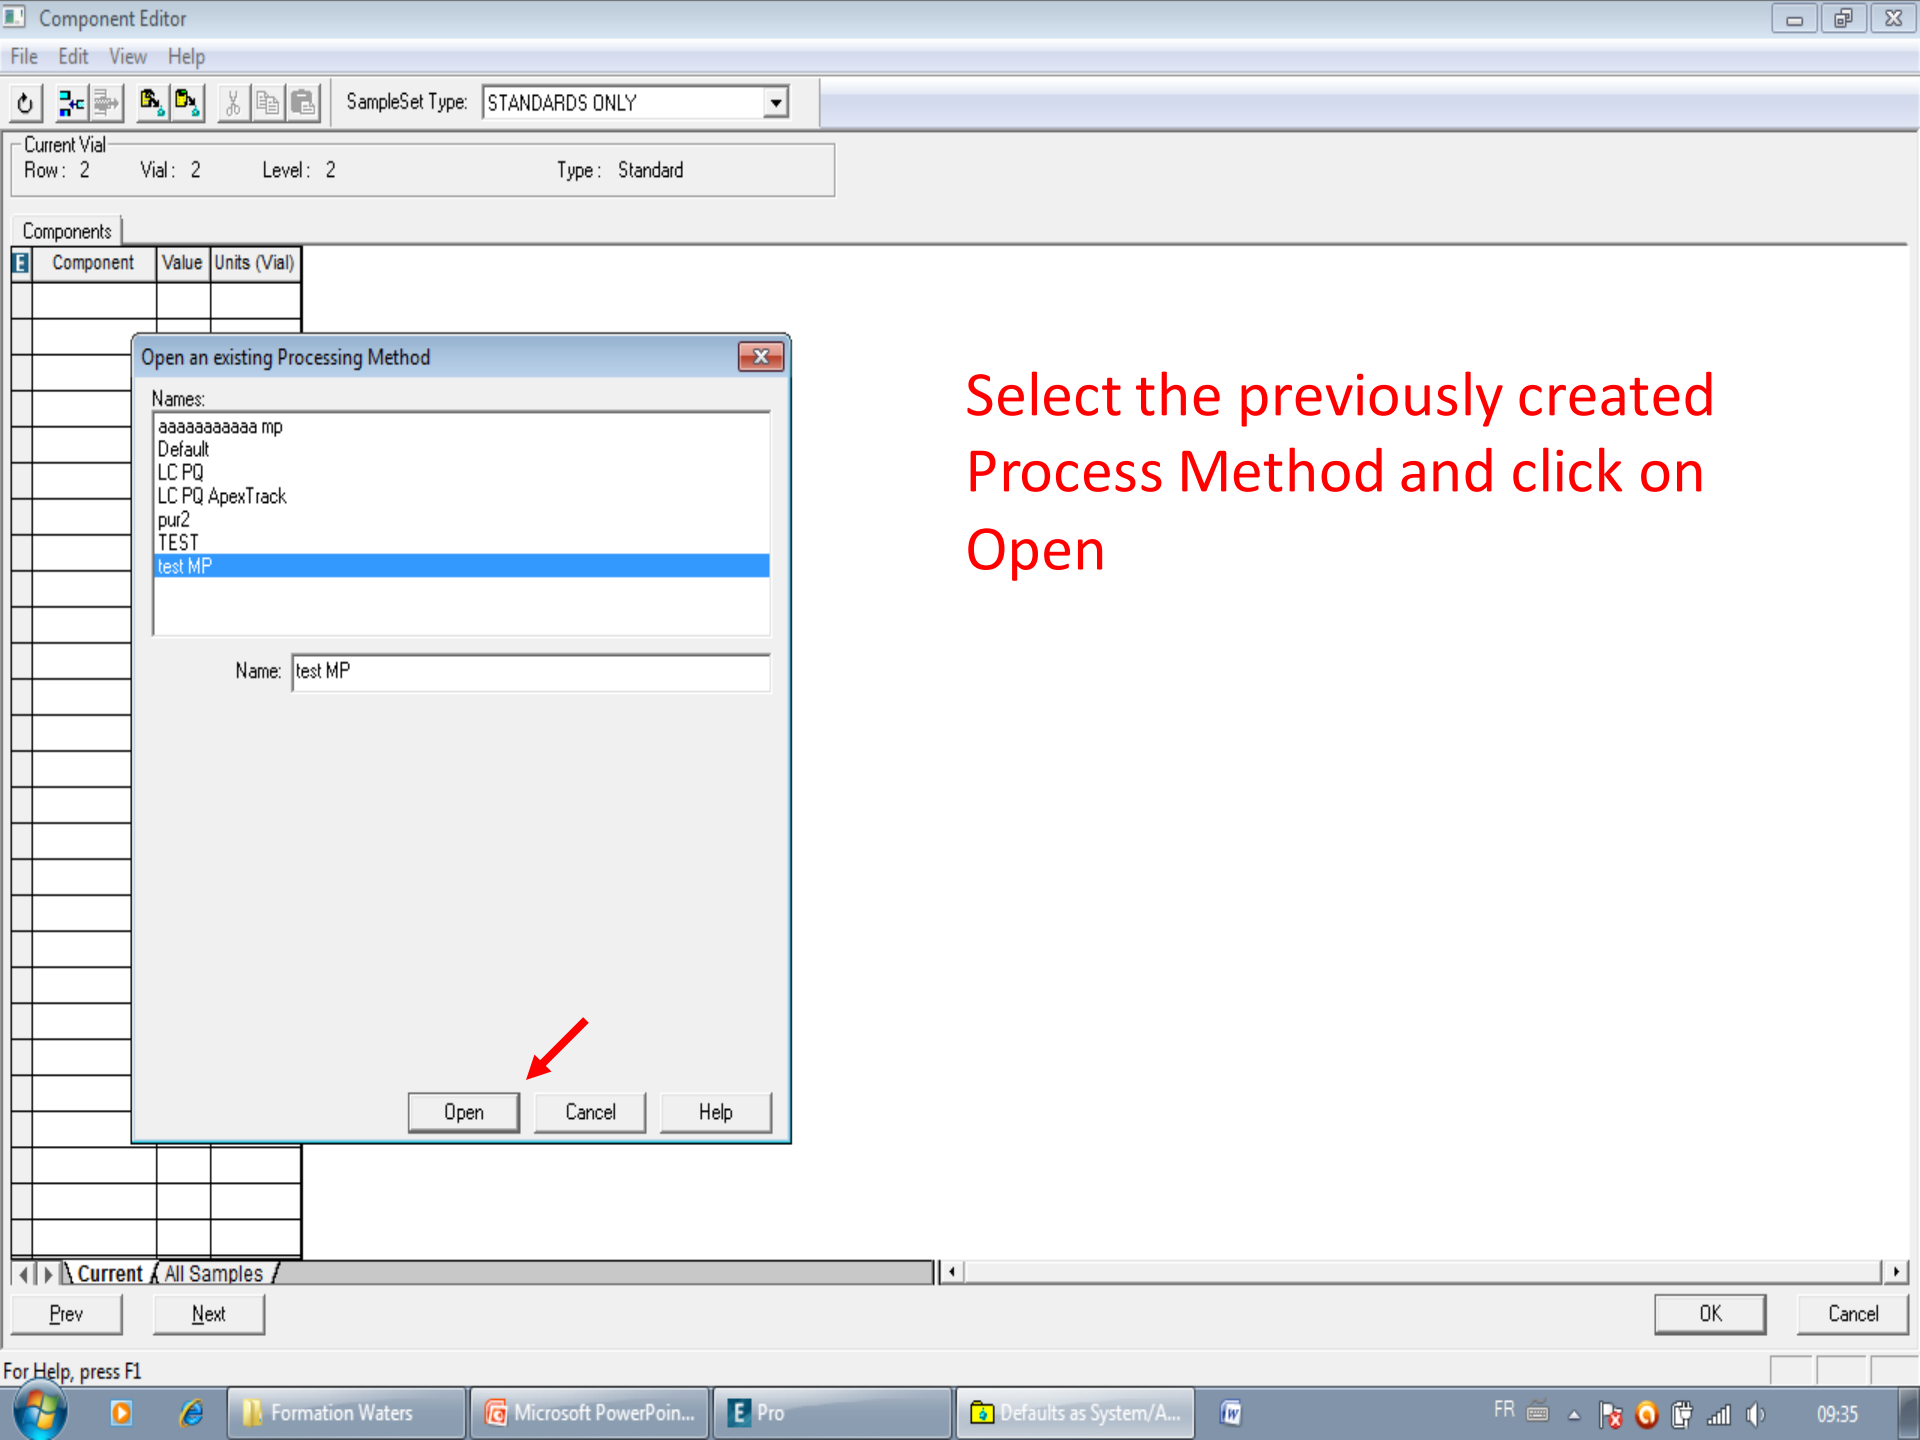 Component Editor
File Edit View Help
SampleSet Type: STANDARDS ONLY
Current Vial
Row: 2 Vial: 2 Level: 2 Type: Standard
Components
E Component Value Units (Vial)
Open an existing Processing Method
Names:
aaaaaaaaaaa mp
Default
LC PQ
LC PQ ApexTrack
pur2
TEST
test MP
Name: test MP
Open Cancel Help
Select the previously created
Process Method and click on
Open
Current All Samples
Prev Next OK Cancel
For Help, press F1
Formation Waters Microsoft PowerPoin... E Pro Defaults as System/A... W FR 09:35